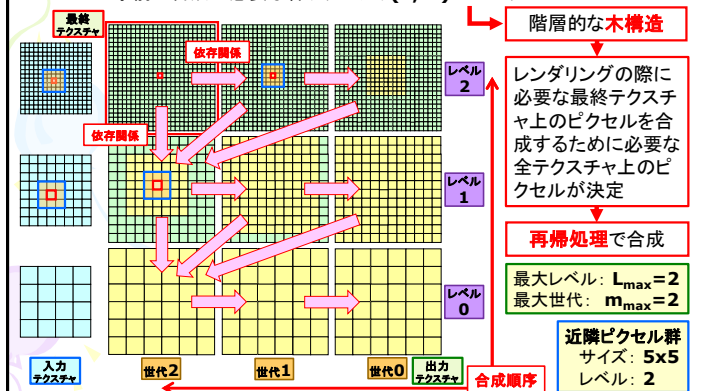 最終
テクスチャ
依存関係
依存関係
レベル
2
レベル
1
レベル
0
入力
テクスチャ
世代2
世代1
世代0
出力
テクスチャ
合成順序
階層的な木構造
レンダリングの際に
必要な最終テクスチ
ャ上のピクセルを合
成するために必要な
全テクスチャ上のピ
クセルが決定
再帰処理で合成
最大レベル: Lmax=2
最大世代: mmax=2
近隣ピクセル群
サイズ: 5x5
レベル: 2